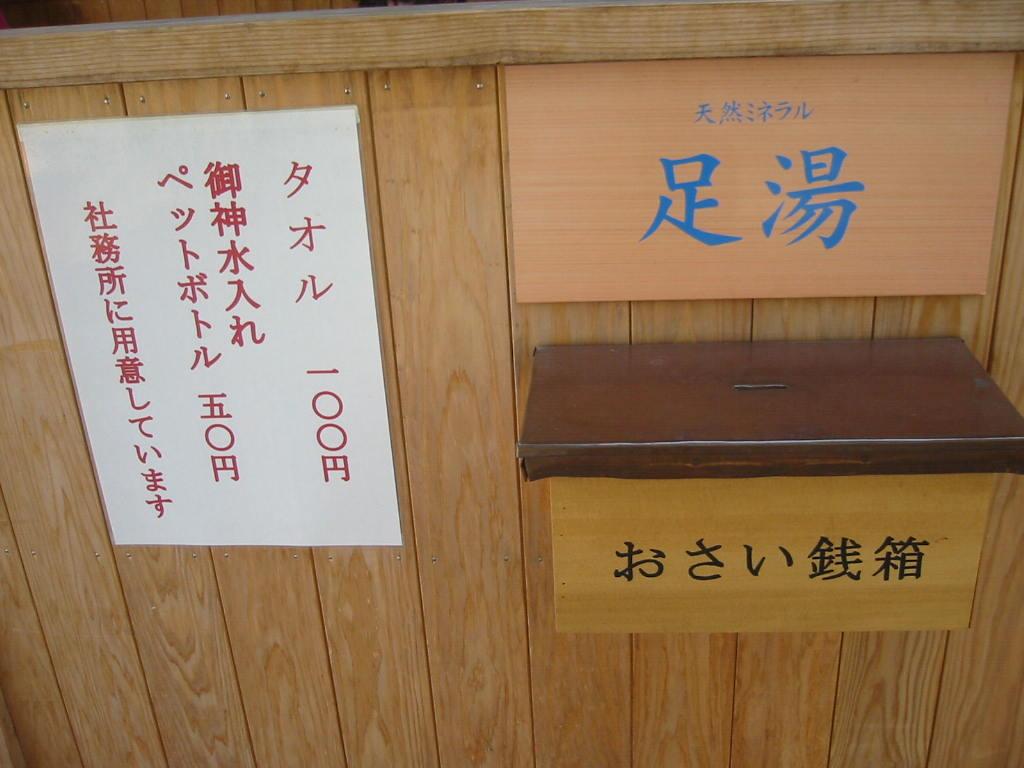 タオル 一〇〇円
御神水入れ
ペットボトル 五〇円
社務所に用意しています
天然ミネラル
足湯
おさい銭箱